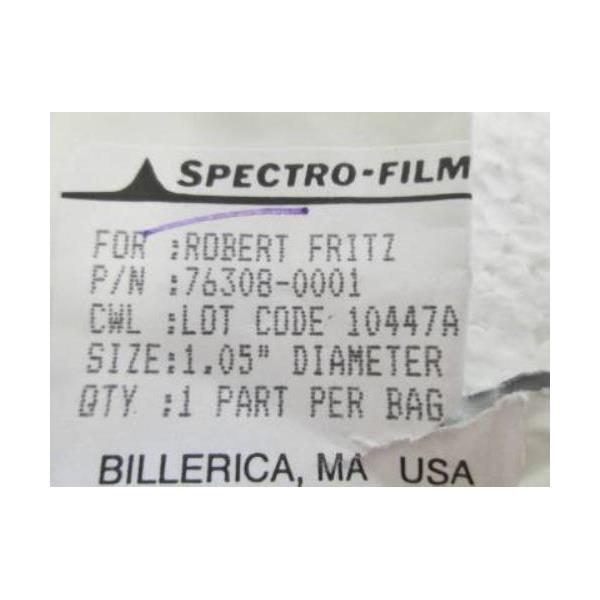 SPECTRO-FILM
FOR :ROBERT FRITZ
P/N :76308-0001
CWL :LOT CODE 10447A
SIZE:1.05" DIAMETER
QTY :1 PART PER BAG
BILLERICA, MA USA